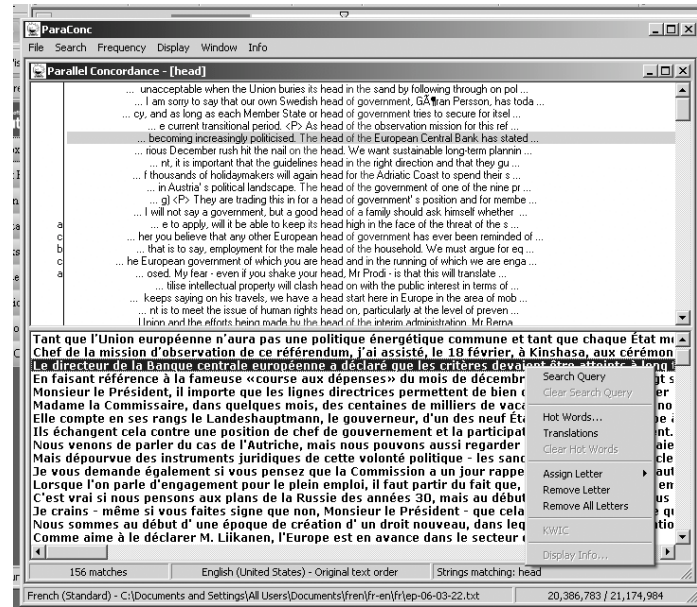 ParaConc
File Search Frequency Display Window Info
Parallel Concordance - [head]
... unacceptable when the Union buries its head in the sand by following through on pol ...
... I am sorry to say that our own Swedish head of government, GÃ¶ran Persson, has toda ...
... cy, and as long as each Member State or head of government tries to secure for itsel ...
... e current transitional period. <P> As head of the observation mission for this ref ...
... becoming increasingly politicised. The head of the European Central Bank has stated ...
... rious December rush hit the nail on the head. We want sustainable long-term plannin ...
... nt, it is important that the guidelines head in the right direction and that they gu ...
... f thousands of holidaymakers will again head for the Adriatic Coast to spend their s ...
... in Austria' s political landscape. The head of the government of one of the nine pr ...
... g) <P> They are trading this in for a head of government' s position and for membe ...
... I will not say a government, but a good head of a family should ask himself whether ...
a ... e to apply, will it be able to keep its head high in the face of the threat of the s ...
c ... her you believe that any other European head of government has ever been reminded of ...
b ... that is to say, employment for the male head of the household. We must argue for eq ...
c ... he European government of which you are head and in the running of which we are enga ...
a ... osed. My fear - even if you shake your head, Mr Prodi - is that this will translate ...
... tilise intellectual property will clash head on with the public interest in terms of ...
... keeps saying on his travels, we have a head start here in Europe in the area of mob ...
... nt is to meet the issue of human rights head on, particularly at the level of preven ...
Union and the efforts being made by the head of the interim administration, Mr Berna
Tant que l'Union européenne n'aura pas une politique énergétique commune et tant que chaque État
Chef de la mission d'observation de ce référendum, j'ai assisté, le 18 février, à Kinshasa, aux cérémon
Le directeur de la Banque centrale européenne a déclaré que les critères devaient être atteints à long
En faisant référence à la fameuse «course aux dépenses» du mois de décembr
Monsieur le Président, il importe que les lignes directrices permettent de bien
Madame la Commissaire, dans quelques mois, des centaines de milliers de vaca
Elle compte en ses rangs le Landeshauptmann, le gouverneur, d'un des neuf Ét
Ils échangent cela contre une position de chef de gouvernement et la participat
Nous venons de parler du cas de l'Autriche, mais nous pouvons aussi regarder
Mais dépourvue des instruments juridiques de cette volonté politique - les sanc
Je vous demande également si vous pensez que la Commission a un jour rappe
Lorsque l'on parle d'engagement pour le plein emploi, il faut partir du fait que,
C'est vrai si nous pensons aux plans de la Russie des années 30, mais au début
Je crains - même si vous faites signe que non, Monsieur le Président - que cela
Nous sommes au début d' une époque de création d' un droit nouveau, dans leq
Comme aime à le déclarer M. Liikanen, l'Europe est en avance dans le secteur
Search Query
Clear Search Query
Hot Words...
Translations
Clear Hot Words
Assign Letter
Remove Letter
Remove All Letters
KWIC
Display Info...
156 matches English (United States) - Original text order Strings matching: head
French (Standard) - C:\Documents and Settings\All Users\Documents\fren\fr-en\fr\ep-06-03-22.txt 20,386,783 / 21,174,984